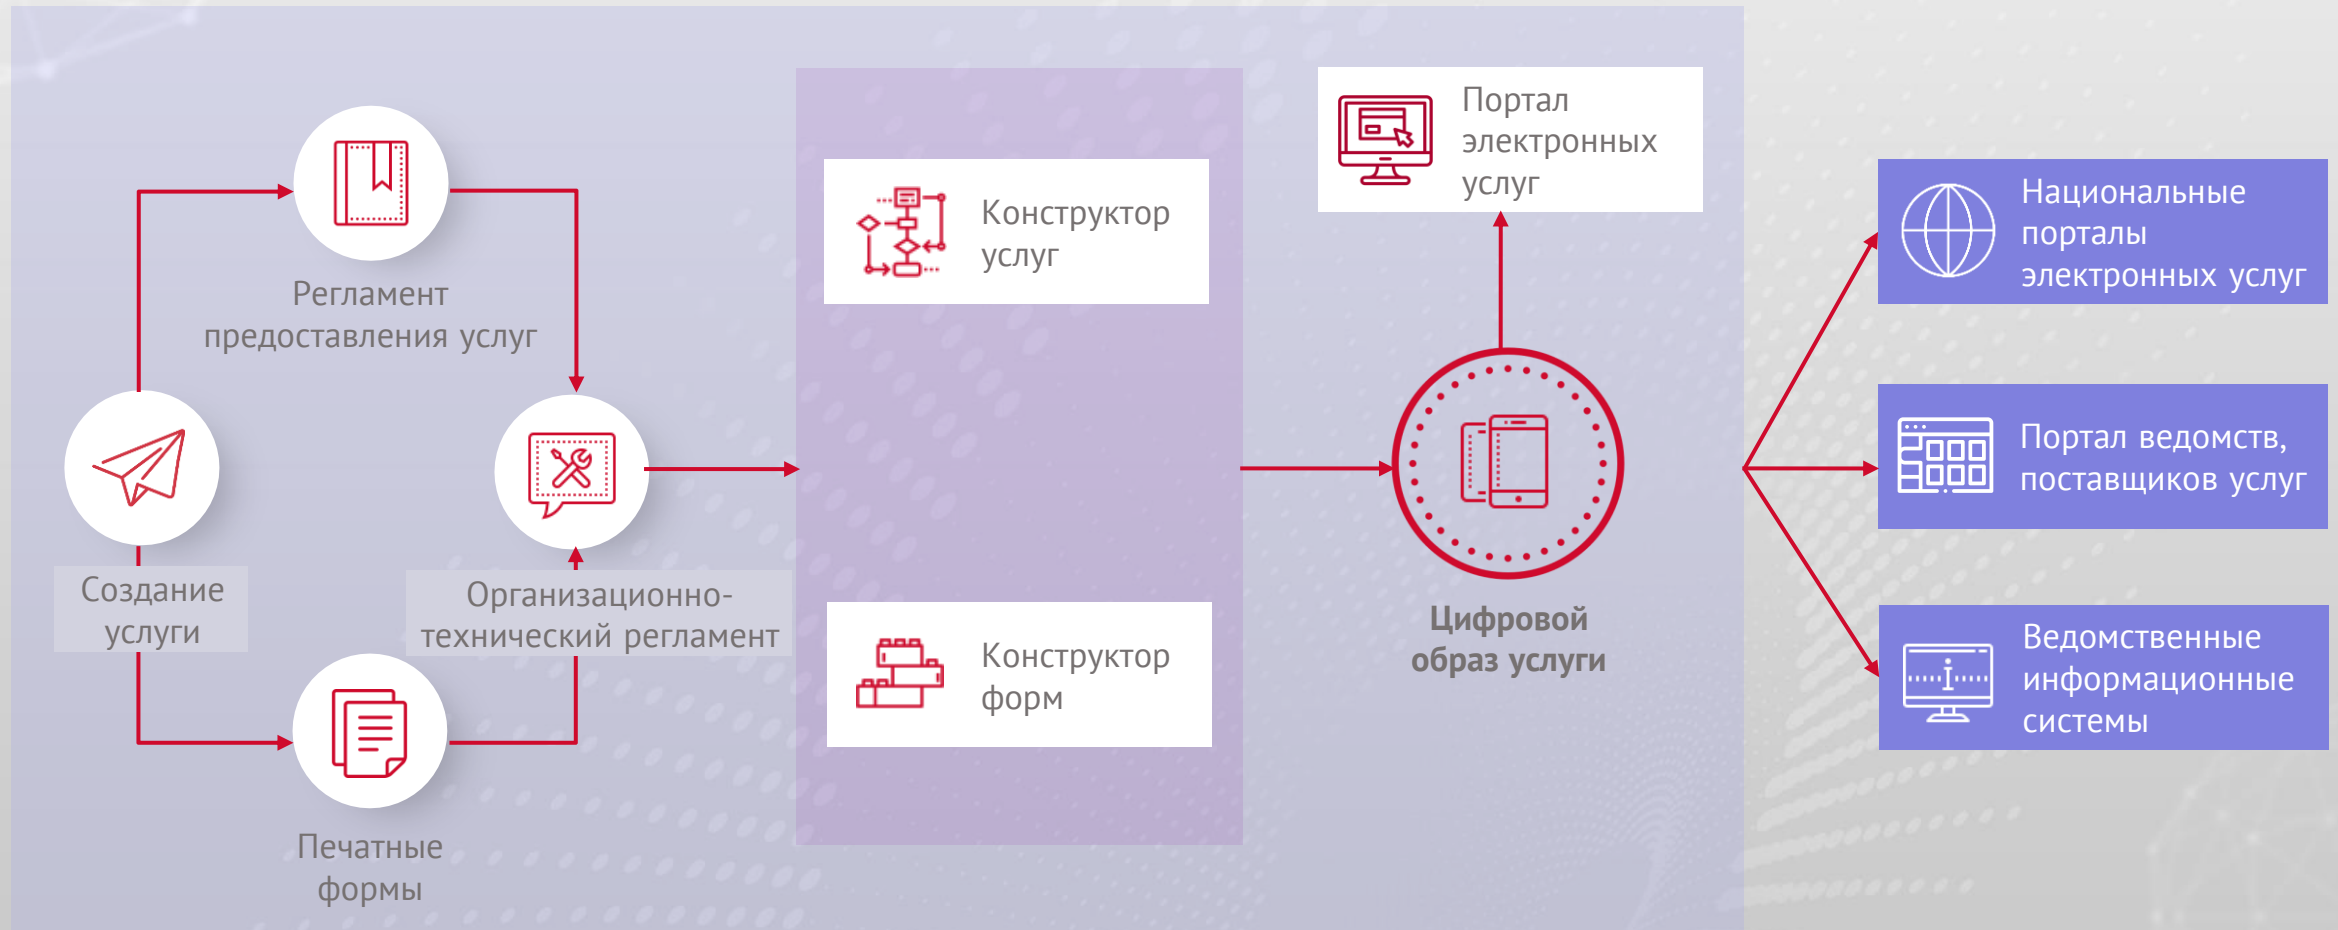 Регламент
предоставления услуг
Создание
услуги
Организационно-
технический регламент
Печатные
формы
Конструктор
услуг
Конструктор
форм
Портал
электронных
услуг
Цифровой
образ услуги
Национальные
порталы
электронных услуг
Портал ведомств,
поставщиков услуг
Ведомственные
информационные
системы